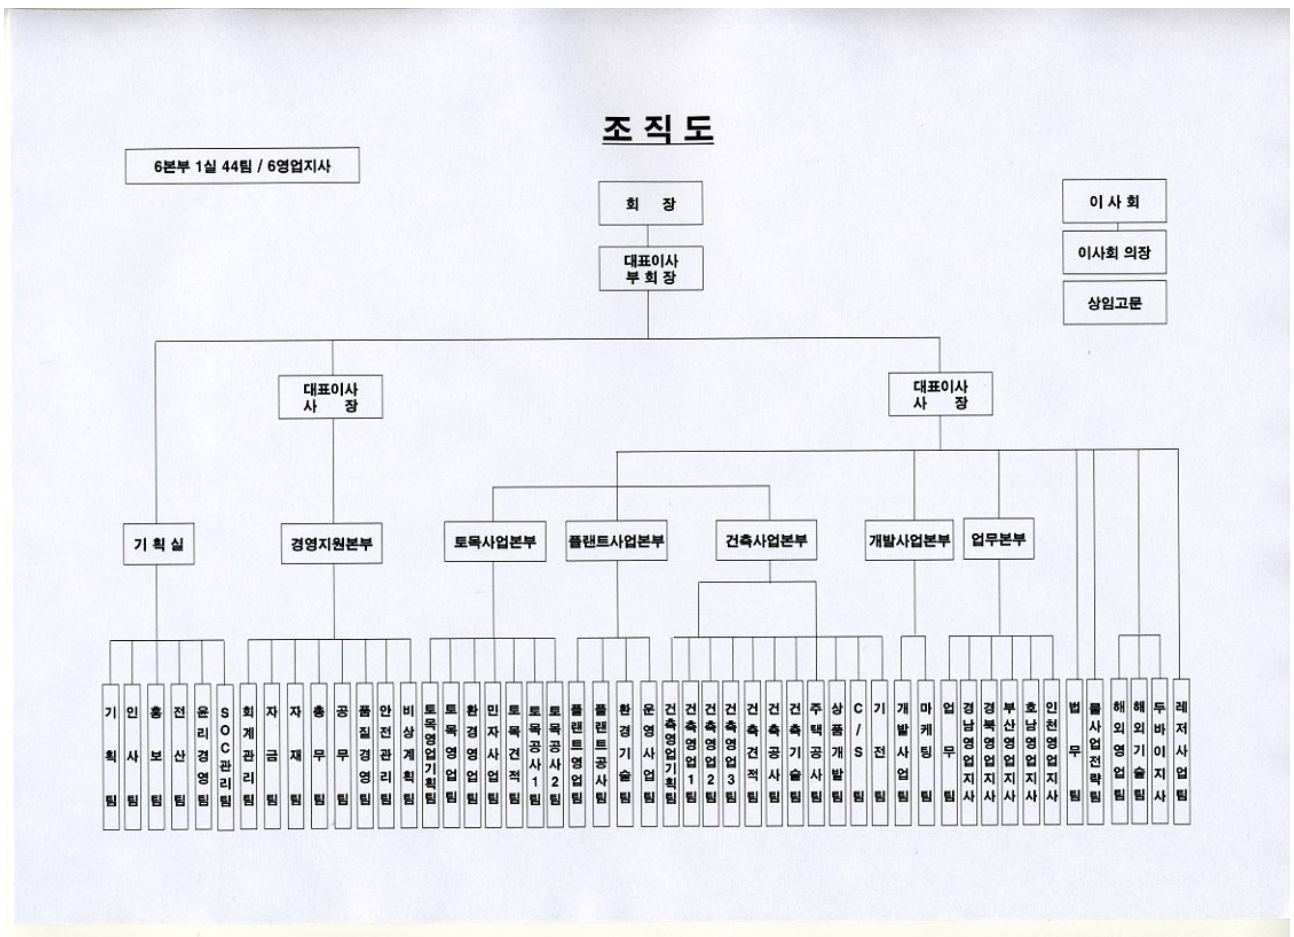 조 직 도
6본부 1실 44팀 / 6영업지사
회 장
대표이사
부 회 장
이 사 회
이사회 의장
상임고문
대표이사
사 장
대표이사
사 장
기 획 실
경영지원본부
토목사업본부
플랜트사업본부
건축사업본부
개발사업본부
업무본부
기획팀
인사팀
홍보팀
전산팀
윤리경영팀
SOC관리팀
회계관리팀
자금팀
자재팀
총무팀
공무팀
품질경영팀
안전관리팀
비상계획팀
토목영업기획팀
토목영업팀
환경영업팀
민자사업팀
토목견적팀
토목공사1팀
토목공사2팀
플랜트영업팀
플랜트공사팀
환경기술팀
운영사업팀
건축영업기획팀
건축영업1팀
건축영업2팀
건축영업3팀
건축견적팀
건축공사팀
건축기술팀
주택공사팀
상품개발팀
C/S팀
기전팀
개발사업팀
마케팅팀
업무팀
경남영업지사
경북영업지사
부산영업지사
호남영업지사
인천영업지사
법무팀
물사업전략팀
해외영업팀
해외기술팀
두바이지사
레저사업팀